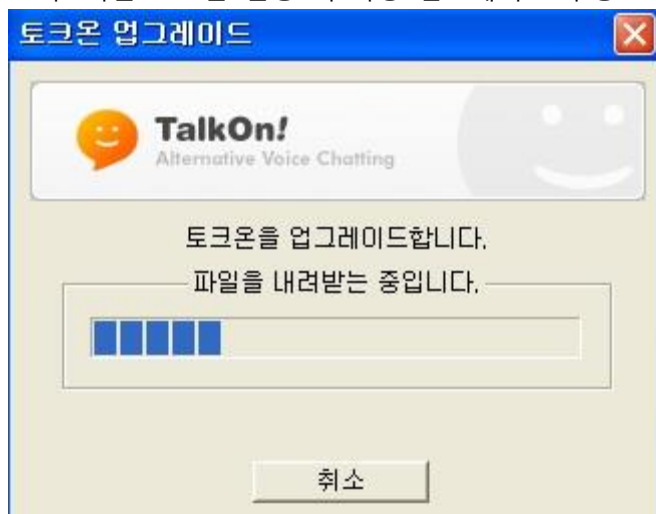 토크온 업그레이드
TalkOn!
Alternative Voice Chatting
토크온을 업그레이드합니다.
파일을 내려받는 중입니다.
취소